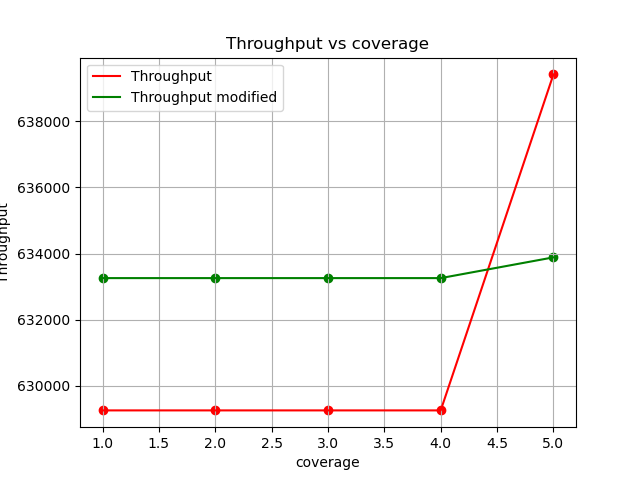 Throughput vs coverage
Throughput
Throughput modified
638000
636000
634000
632000
630000
Throughput
1.0 1.5 2.0 2.5 3.0 3.5 4.0 4.5 5.0
coverage